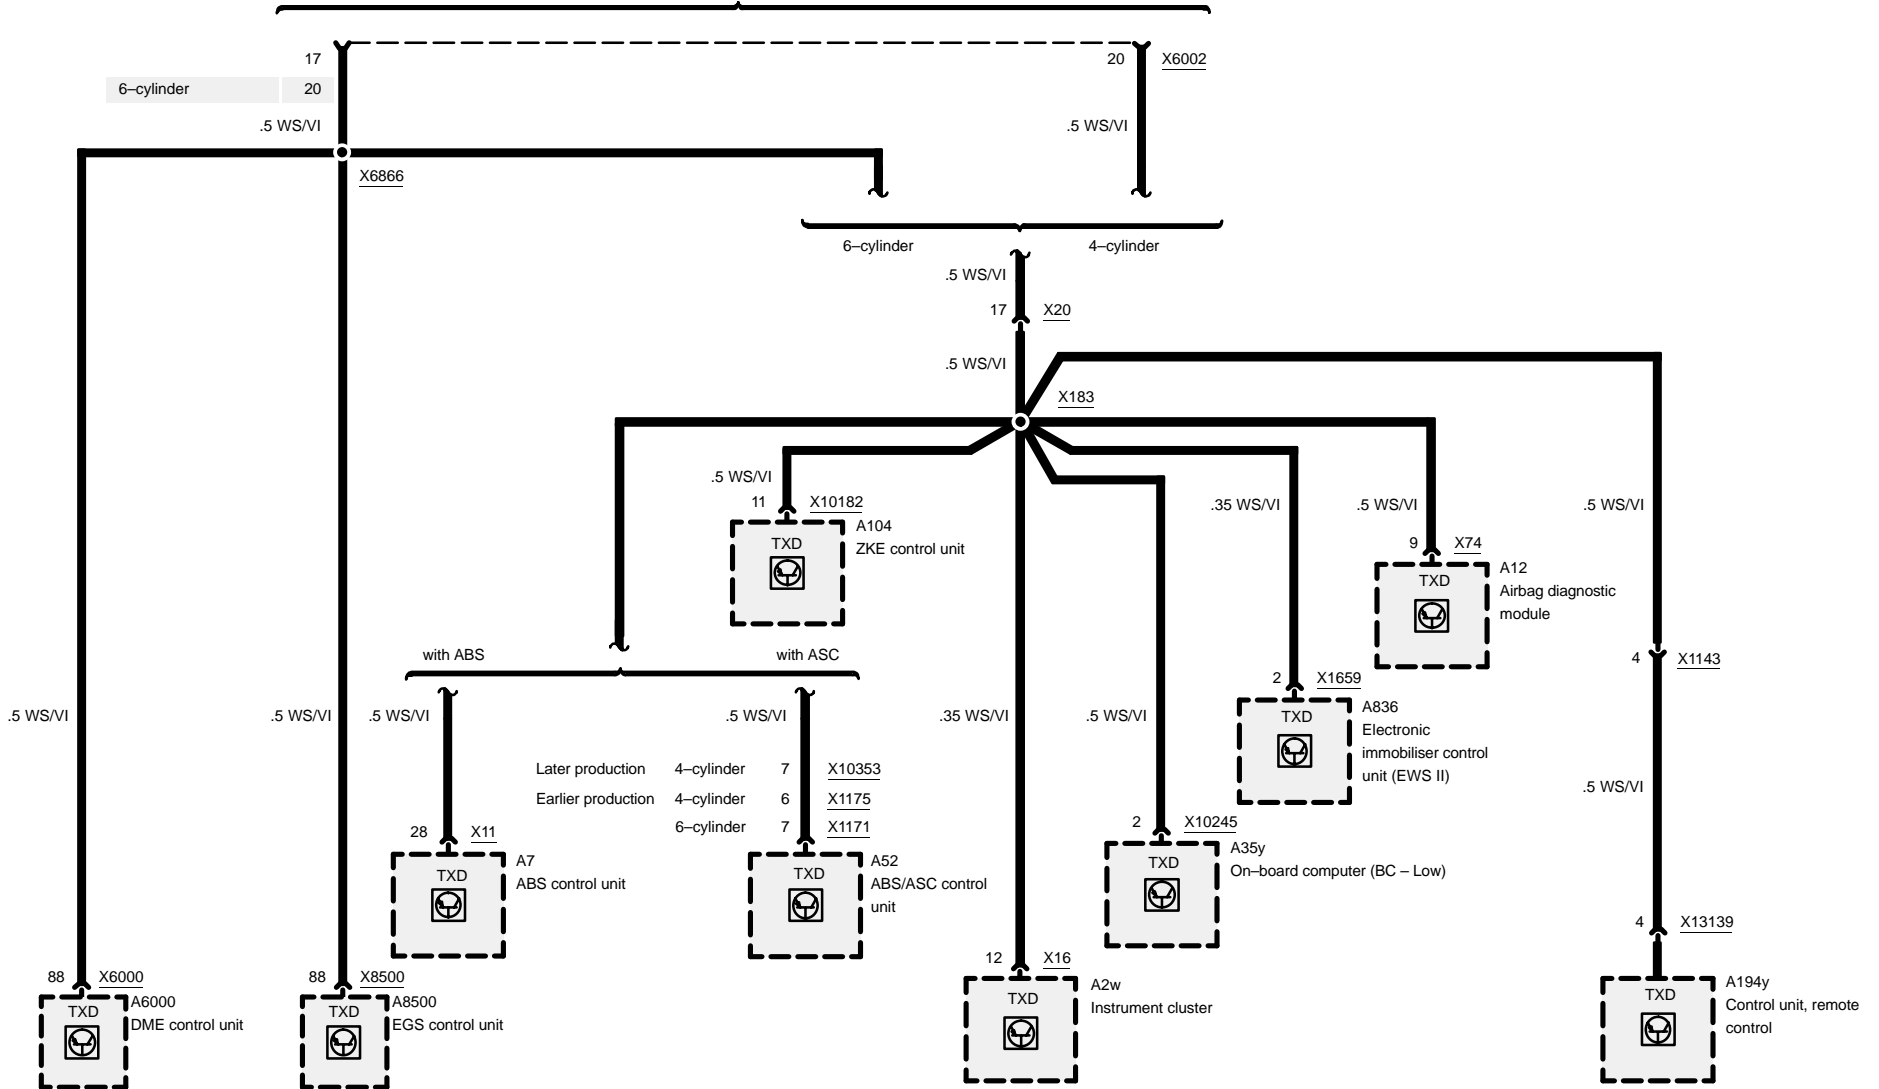 17
20
X6002
6–cylinder
20
.5 WS/VI
.5 WS/VI
X6866
6–cylinder
4–cylinder
.5 WS/VI
17
X20
.5 WS/VI
X183
.5 WS/VI
11
X10182
A104
ZKE control unit
TXD
.35 WS/VI
.5 WS/VI
.5 WS/VI
9
X74
A12
Airbag diagnostic
module
TXD
with ABS
with ASC
4
X1143
2
X1659
A836
Electronic
immobiliser control
unit (EWS II)
TXD
.5 WS/VI
.5 WS/VI
.5 WS/VI
.5 WS/VI
.35 WS/VI
.5 WS/VI
Later production
4–cylinder
7
X10353
Earlier production
4–cylinder
6
X1175
6–cylinder
7
X1171
.5 WS/VI
28
X11
A7
ABS control unit
TXD
A52
ABS/ASC control
unit
TXD
2
X10245
A35y
On–board computer (BC – Low)
TXD
4
X13139
88
X6000
A6000
DME control unit
TXD
88
X8500
A8500
EGS control unit
TXD
12
X16
A2w
Instrument cluster
TXD
A194y
Control unit, remote
control
TXD